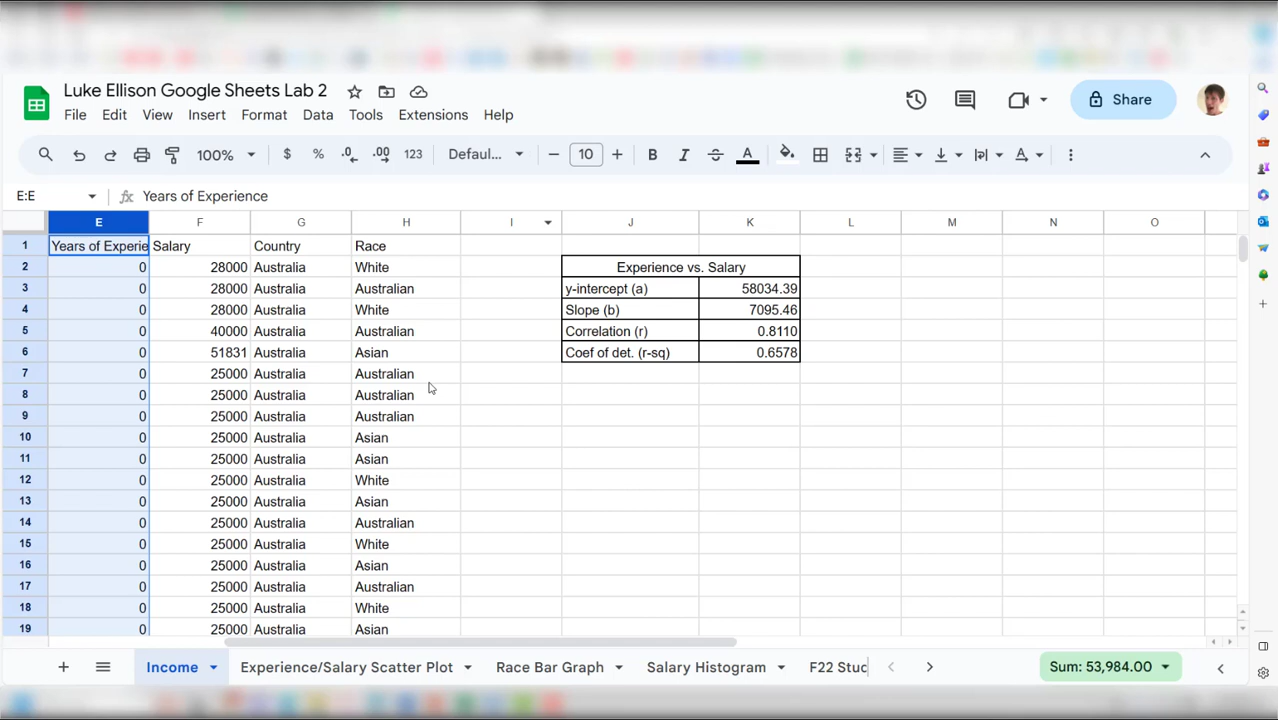 Luke Ellison Google Sheets Lab 2
File Edit View Insert Format Data Tools Extensions Help
Share
100% $ % .0 .00 123 Defaul... 10 B I S A
E:E fx Years of Experience
E F G H I J K L M N O
1 Years of Experie Salary Country Race
2 0 28000 Australia White Experience vs. Salary
3 0 28000 Australia Australian y-intercept (a) 58034.39
4 0 28000 Australia White Slope (b) 7095.46
5 0 40000 Australia Australian Correlation (r) 0.8110
6 0 51831 Australia Asian Coef of det. (r-sq) 0.6578
7 0 25000 Australia Australian
8 0 25000 Australia Australian
9 0 25000 Australia Australian
10 0 25000 Australia Asian
11 0 25000 Australia Asian
12 0 25000 Australia White
13 0 25000 Australia Asian
14 0 25000 Australia Australian
15 0 25000 Australia White
16 0 25000 Australia Asian
17 0 25000 Australia Australian
18 0 25000 Australia White
19 0 25000 Australia Asian
Income Experience/Salary Scatter Plot Race Bar Graph Salary Histogram F22 Stuc Sum: 53,984.00